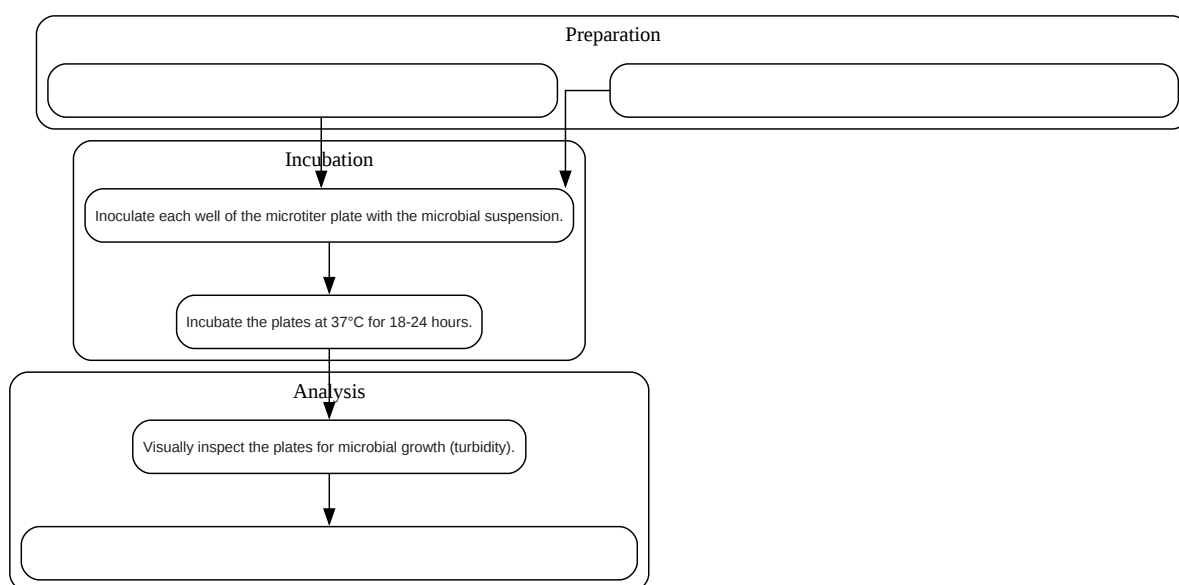 Preparation
Incubation
Inoculate each well of the microtiter plate with the microbial suspension.
Incubate the plates at 37°C for 18-24 hours.
Analysis
Visually inspect the plates for microbial growth (turbidity).